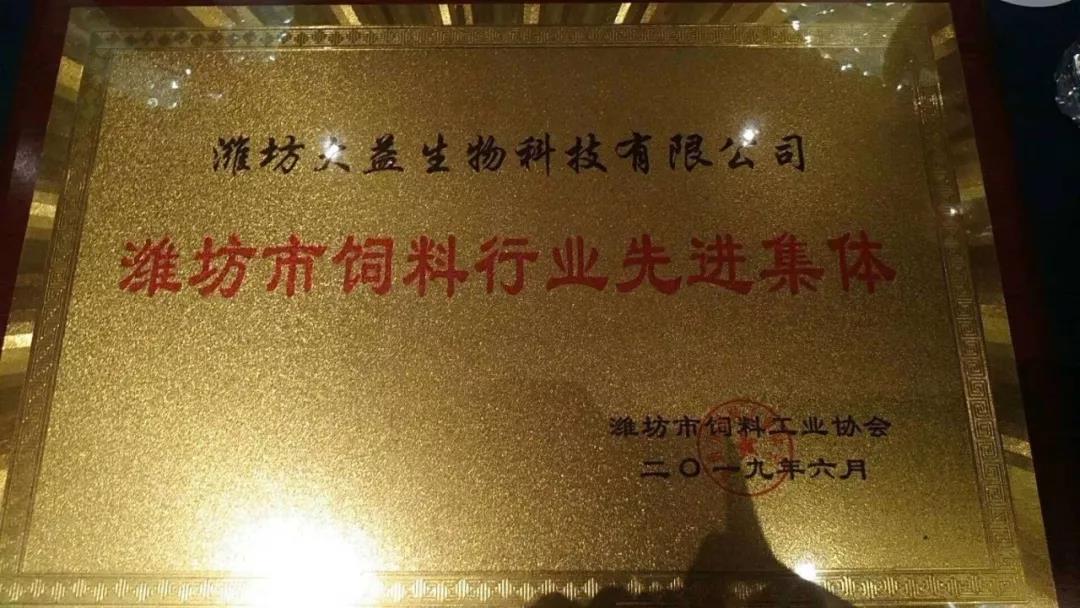 潍坊大益生物科技有限公司
潍坊市饲料行业先进集体
潍坊市饲料工业协会
二〇一九年六月